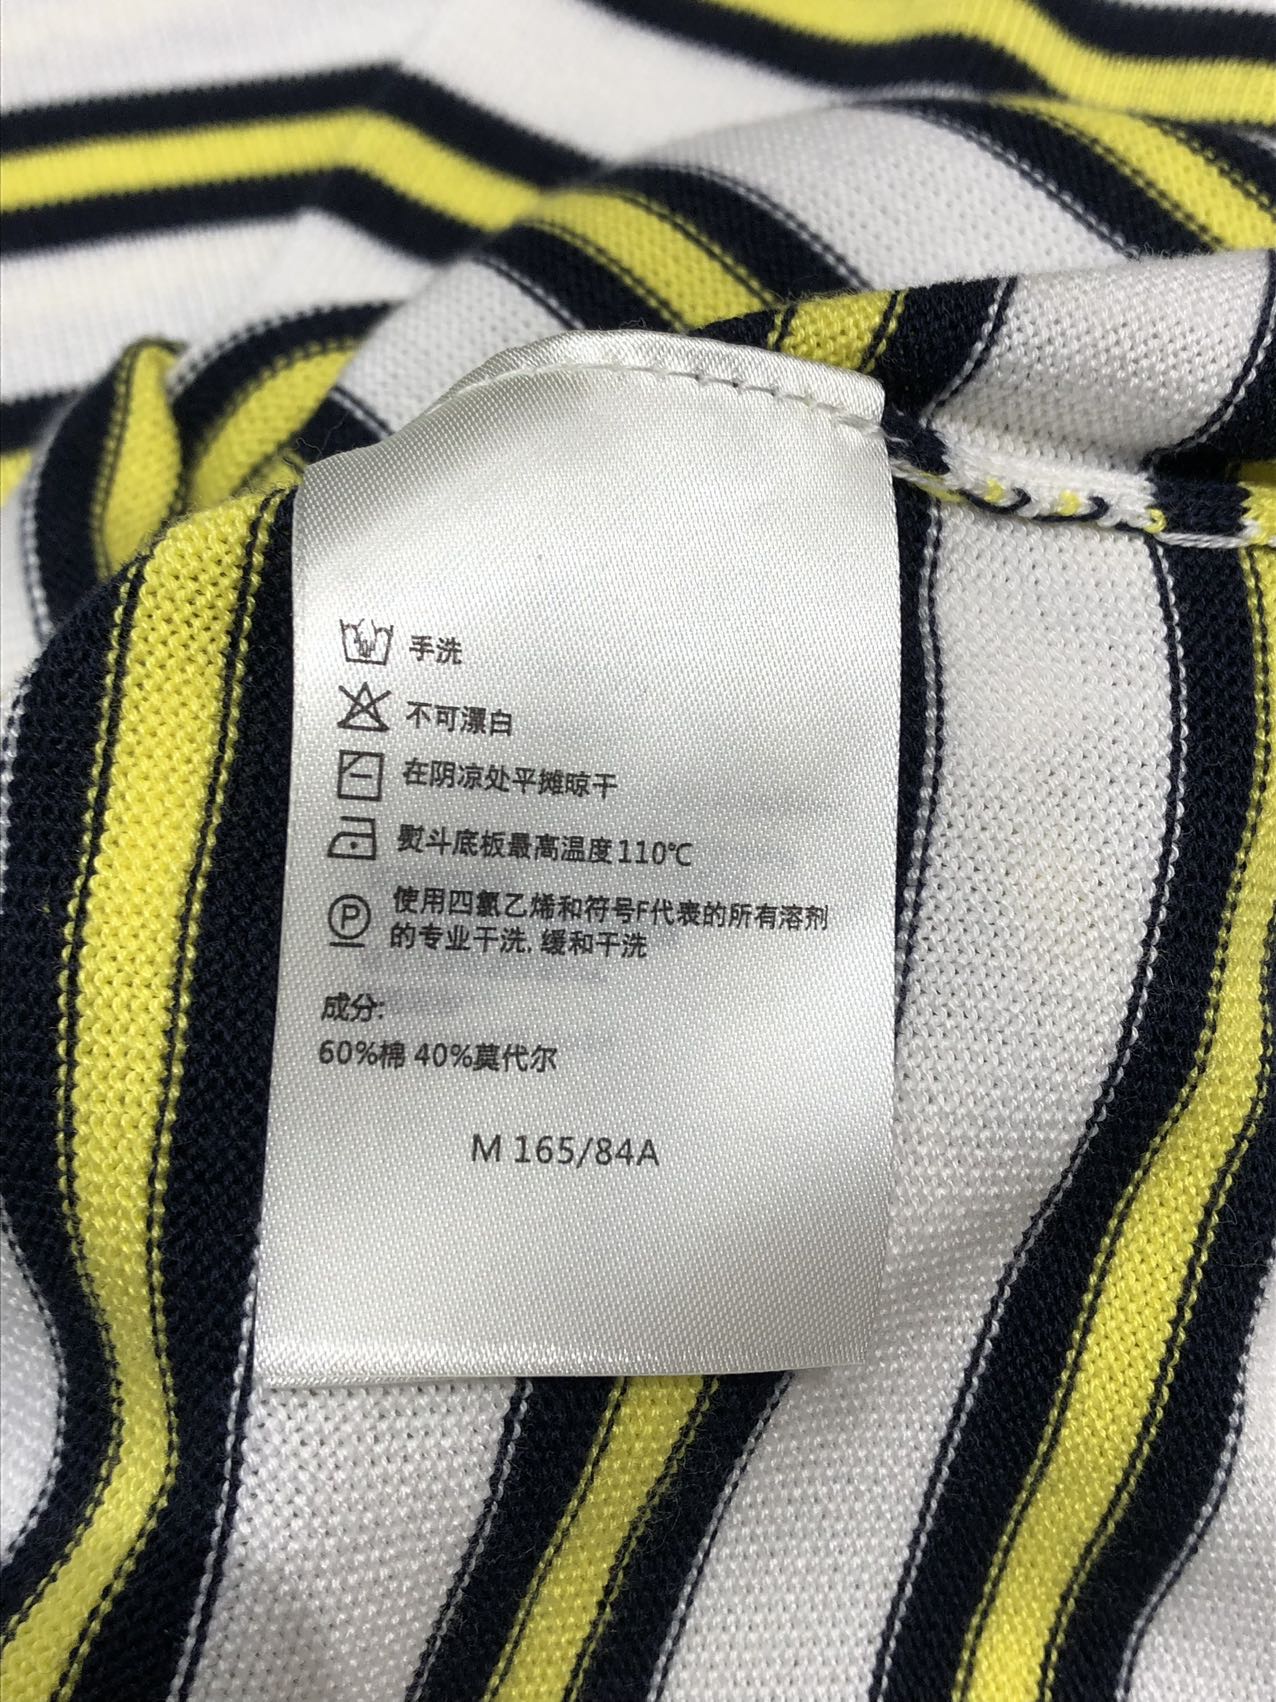 手洗
不可漂白
在阴凉处平摊晾干
熨斗底板最高温度110℃
P
使用四氯乙烯和符号F代表的所有溶剂
的专业干洗, 缓和干洗
成分:
60%棉 40%莫代尔
M 165/84A